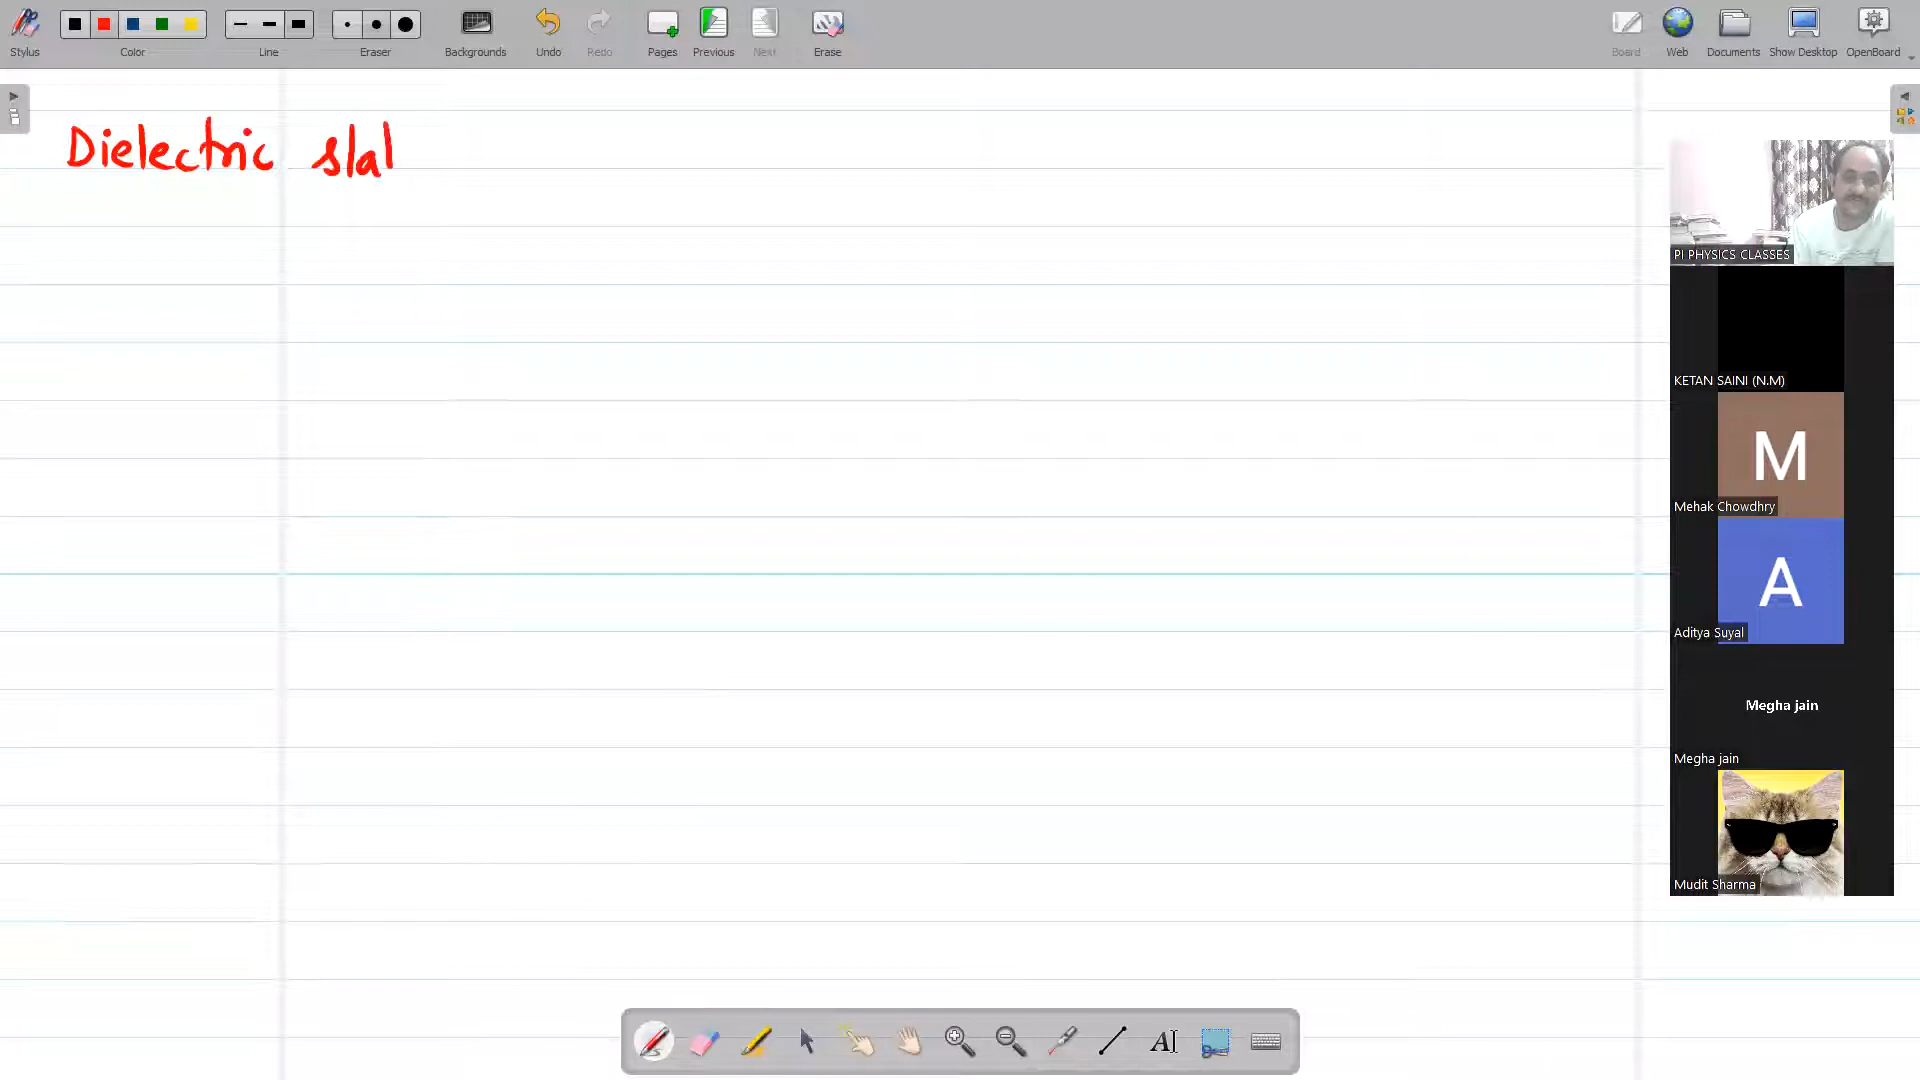 Stylus
Color
Line
Eraser
Backgrounds
Undo
Redo
Pages
Previous
Next
Erase
Board
Web
Documents
Show Desktop
OpenBoard
Dielectric slal
PI PHYSICS CLASSES
KETAN SAINI (N.M)
M
Mehak Chowdhry
A
Aditya Suyal
Megha jain
Megha jain
Mudit Sharma
A